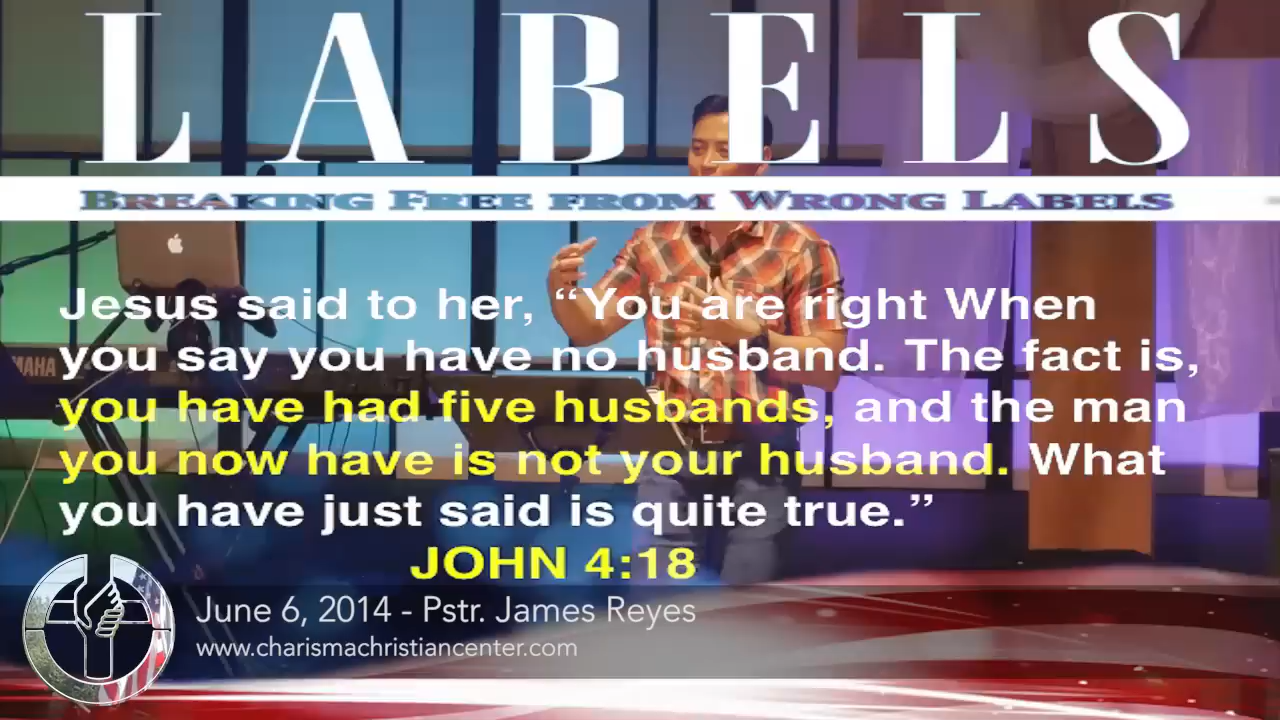 LABELS
BREAKING FREE FROM WRONG LABELS
Jesus said to her, “You are right When
you say you have no husband. The fact is,
you have had five husbands, and the man
you now have is not your husband. What
you have just said is quite true.”
JOHN 4:18
June 6, 2014 - Pstr. James Reyes
www.charismachristiancenter.com